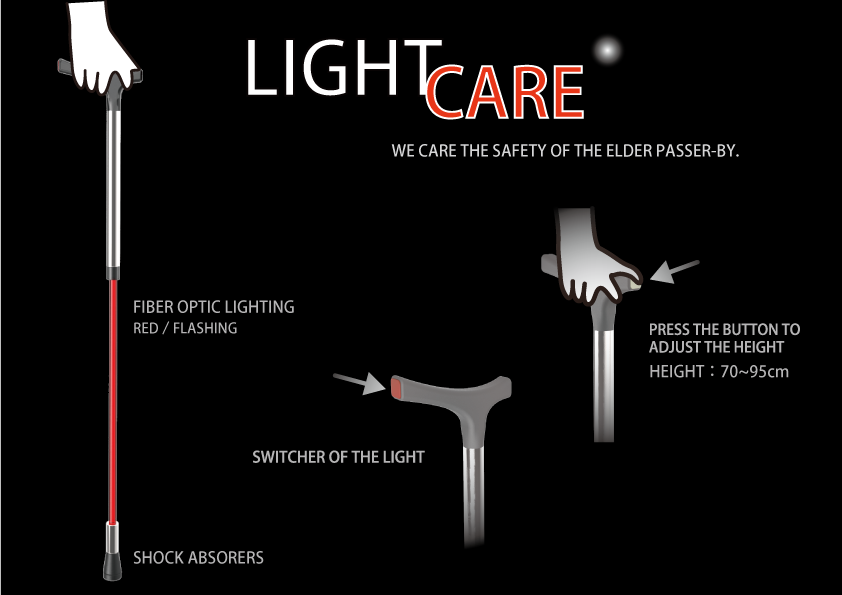 LIGHT
CARE
WE CARE THE SAFETY OF THE ELDER PASSER-BY.
FIBER OPTIC LIGHTING
RED / FLASHING
PRESS THE BUTTON TO
ADJUST THE HEIGHT
HEIGHT：70~95cm
SWITCHER OF THE LIGHT
SHOCK ABSORERS